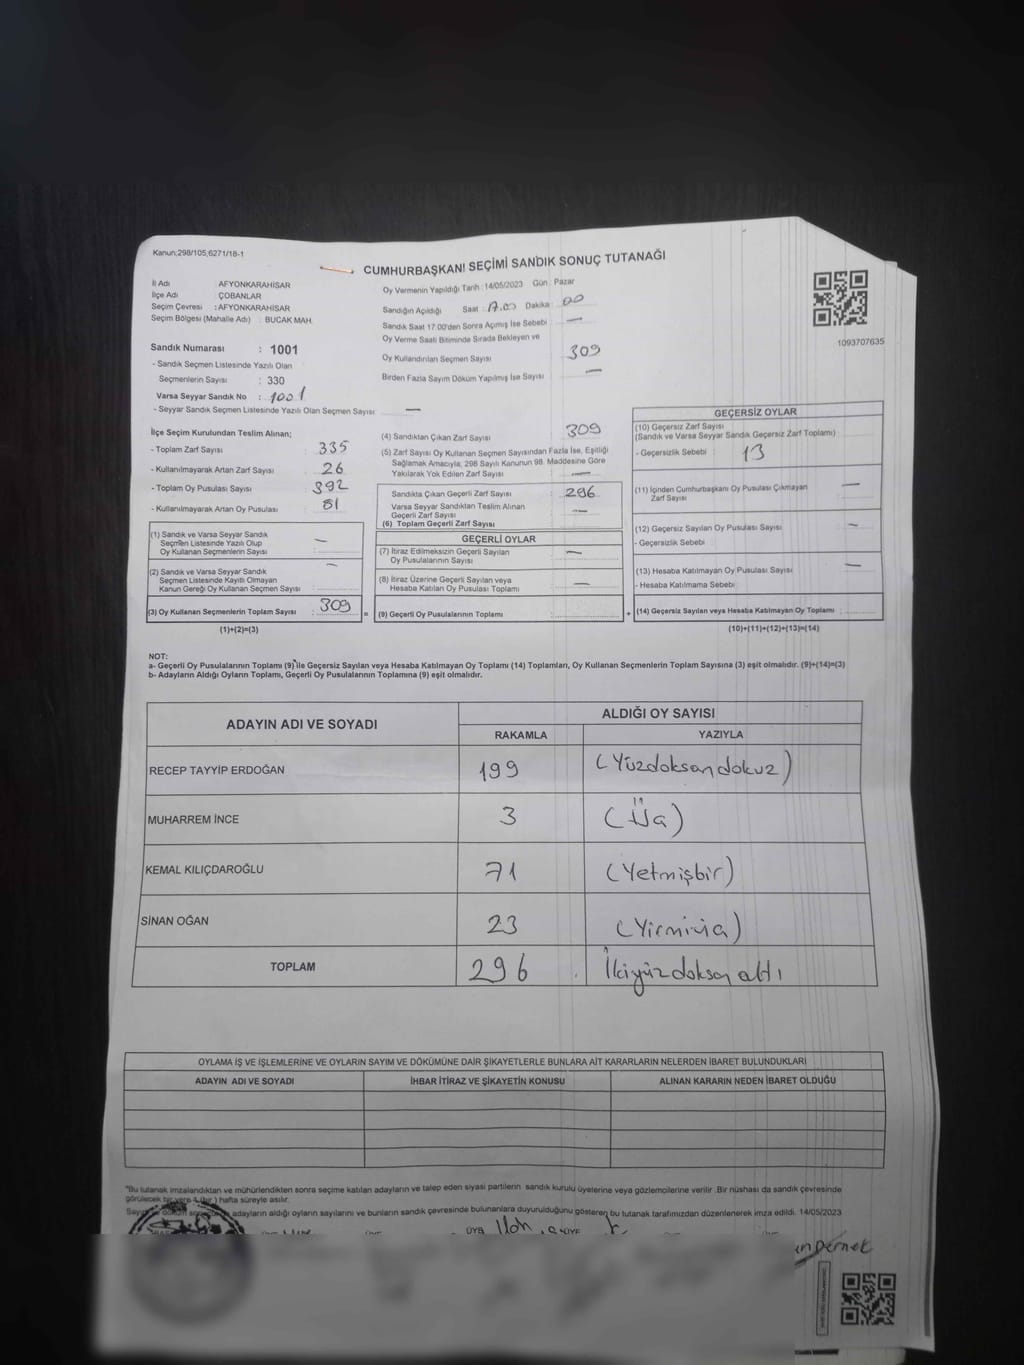 Kanun;298/105,6271/18-1
CUMHURBAŞKANI SEÇİMİ SANDIK SONUÇ TUTANAĞI
İl Adı : AFYONKARAHİSAR
İlçe Adı : ÇOBANLAR
Seçim Çevresi : AFYONKARAHİSAR
Seçim Bölgesi (Mahalle Adı) : BUCAK MAH.
Sandık Numarası : 1001
- Sandık Seçmen Listesinde Yazılı Olan
Seçmenlerin Sayısı : 330
Varsa Seyyar Sandık No : 1001
- Seyyar Sandık Seçmen Listesinde Yazılı Olan Seçmen Sayısı: —
Oy Vermenin Yapıldığı Tarih :14/05/2023 Gün : Pazar
Sandığın Açıldığı Saat : 17.00 Dakika : 00
Sandık Saat 17:00'den Sonra Açımış İse Sebebi : —
Oy Verme Saati Bitiminde Sırada Bekleyen ve
Oy Kullandırılan Seçmen Sayısı : 309
Birden Fazla Sayım Döküm Yapılmış İse Sayısı : —
1093707635
İlçe Seçim Kurulundan Teslim Alınan;
- Toplam Zarf Sayısı : 335
- Kullanılmayarak Artan Zarf Sayısı : 26
- Toplam Oy Pusulası Sayısı : 392
- Kullanılmayarak Artan Oy Pusulası : 81
(1) Sandık ve Varsa Seyyar Sandık
Seçmen Listesinde Yazılı Olup
Oy Kullanan Seçmenlerin Sayısı : —
(2) Sandık ve Varsa Seyyar Sandık
Seçmen Listesinde Kayıtlı Olmayan
Kanun Gereği Oy Kullanan Seçmen Sayısı : —
(3) Oy Kullanan Seçmenlerin Toplam Sayısı : 309 =
(1)+(2)=(3)
(4) Sandıktan Çıkan Zarf Sayısı : 309
(5) Zarf Sayısı Oy Kullanan Seçmen Sayısından Fazla İse, Eşitliği
Sağlamak Amacıyla; 298 Sayılı Kanunun 98. Maddesine Göre
Yakılarak Yok Edilen Zarf Sayısı : —
Sandıkta Çıkan Geçerli Zarf Sayısı : 296
Varsa Seyyar Sandıktan Teslim Alınan
Geçerli Zarf Sayısı : —
(6) Toplam Geçerli Zarf Sayısı :
GEÇERLİ OYLAR
(7) İtiraz Edilmeksizin Geçerli Sayılan
Oy Pusulalarının Sayısı : —
(8) İtiraz Üzerine Geçerli Sayılan veya
Hesaba Katılan Oy Pusulası Toplamı : —
(9) Geçerli Oy Pusulalarının Toplamı : +
GEÇERSİZ OYLAR
(10) Geçersiz Zarf Sayısı
(Sandık ve Varsa Seyyar Sandık Geçersiz Zarf Toplamı) :
- Geçersizlik Sebebi : 13
(11) İçinden Cumhurbaşkanı Oy Pusulası Çıkmayan
Zarf Sayısı : —
(12) Geçersiz Sayılan Oy Pusulası Sayısı : —
- Geçersizlik Sebebi :
(13) Hesaba Katılmayan Oy Pusulası Sayısı : —
- Hesaba Katılmama Sebebi :
(14) Geçersiz Sayılan veya Hesaba Katılmayan Oy Toplamı :
(10)+(11)+(12)+(13)=(14)
NOT:
a- Geçerli Oy Pusulalarının Toplamı (9) ile Geçersiz Sayılan veya Hesaba Katılmayan Oy Toplamı (14) Toplamları, Oy Kullanan Seçmenlerin Toplam Sayısına (3) eşit olmalıdır. (9)+(14)=(3)
b- Adayların Aldığı Oyların Toplamı, Geçerli Oy Pusulalarının Toplamına (9) eşit olmalıdır.
ADAYIN ADI VE SOYADI
ALDIĞI OY SAYISI
RAKAMLA YAZIYLA
RECEP TAYYIP ERDOĞAN 199 (Yüzdoksandokuz)
MUHARREM İNCE 3 (Üç)
KEMAL KILIÇDAROĞLU 71 (Yetmişbir)
SİNAN OĞAN 23 (Yirmiüç)
TOPLAM 296 İkiyüzdoksanaltı
OYLAMA İŞ VE İŞLEMLERİNE VE OYLARIN SAYIM VE DÖKÜMÜNE DAİR ŞİKAYETLERLE BUNLARA AİT KARARLARIN NELERDEN İBARET BULUNDUKLARI
ADAYIN ADI VE SOYADI İHBAR İTİRAZ VE ŞİKAYETİN KONUSU ALINAN KARARIN NEDEN İBARET OLDUĞU
*Bu tutanak imzalandıktan ve mühürlendikten sonra seçime katılan adayların ve talep eden siyasi partilerin sandık kurulu üyelerine veya gözlemcilerine verilir .Bir nüshası da sandık çevresinde
görülecek bir yere 1 (bir ) hafta süreyle asılır.
adayların aldığı oyların sayılarını ve bunların sandık çevresinde bulunanlara duyurulduğunu gösteren bu tutanak tarafımızdan düzenlenerek imza edildi. 14/05/2023